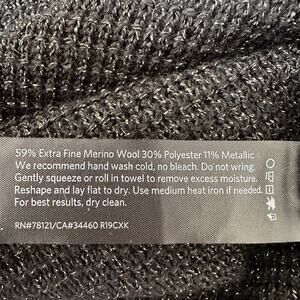 59% Extra Fine Merino Wool 30% Polyester 11% Metallic
We recommend hand wash cold, no bleach. Do not wring.
Gently squeeze or roll in towel to remove excess moisture.
Reshape and lay flat to dry. Use medium heat iron if needed.
For best results, dry clean.
RN#78121/CA#34460 R19CXK